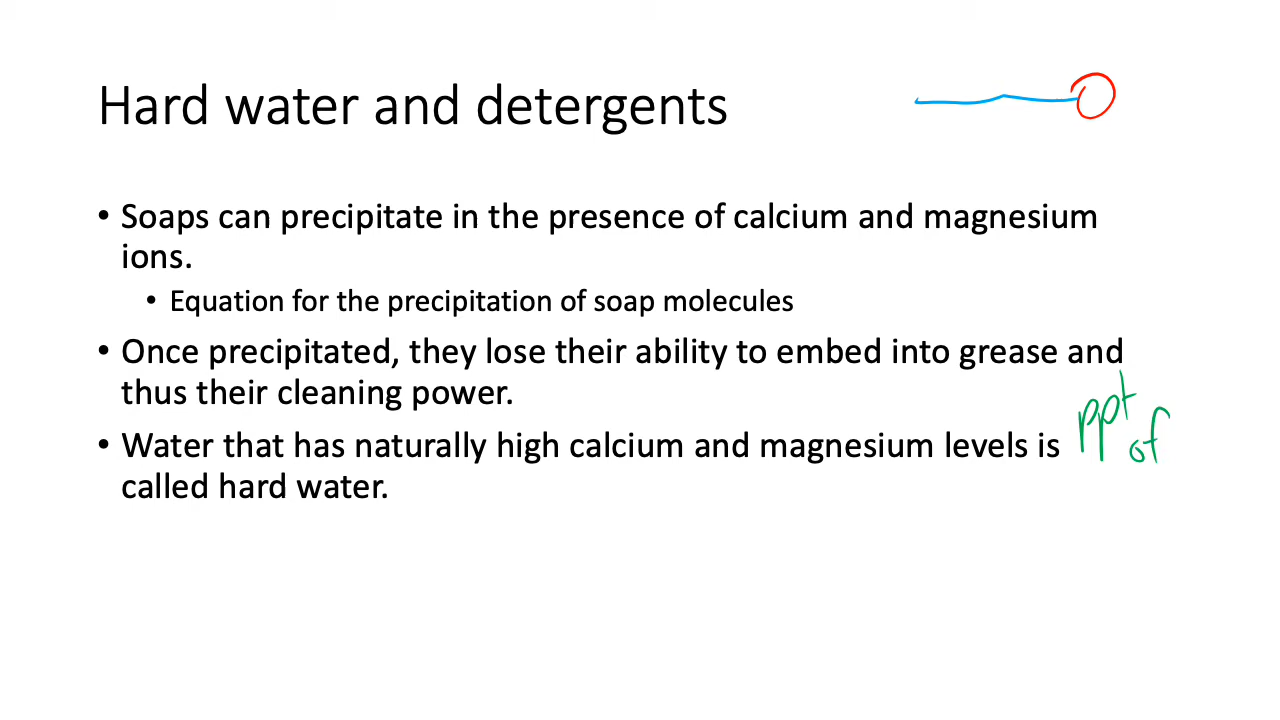 Hard water and detergents
• Soaps can precipitate in the presence of calcium and magnesium
ions.
• Equation for the precipitation of soap molecules
• Once precipitated, they lose their ability to embed into grease and
thus their cleaning power.
• Water that has naturally high calcium and magnesium levels is
called hard water.
ppt
of